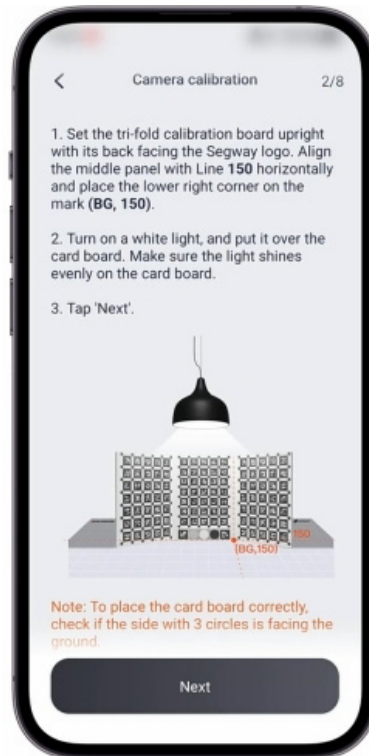 Camera calibration 2/8
1. Set the tri-fold calibration board upright
with its back facing the Segway logo. Align
the middle panel with Line 150 horizontally
and place the lower right corner on the
mark (BG, 150).
2. Turn on a white light, and put it over the
card board. Make sure the light shines
evenly on the card board.
3. Tap 'Next'.
150
(BG,150)
Note: To place the card board correctly,
check if the side with 3 circles is facing the
ground.
Next